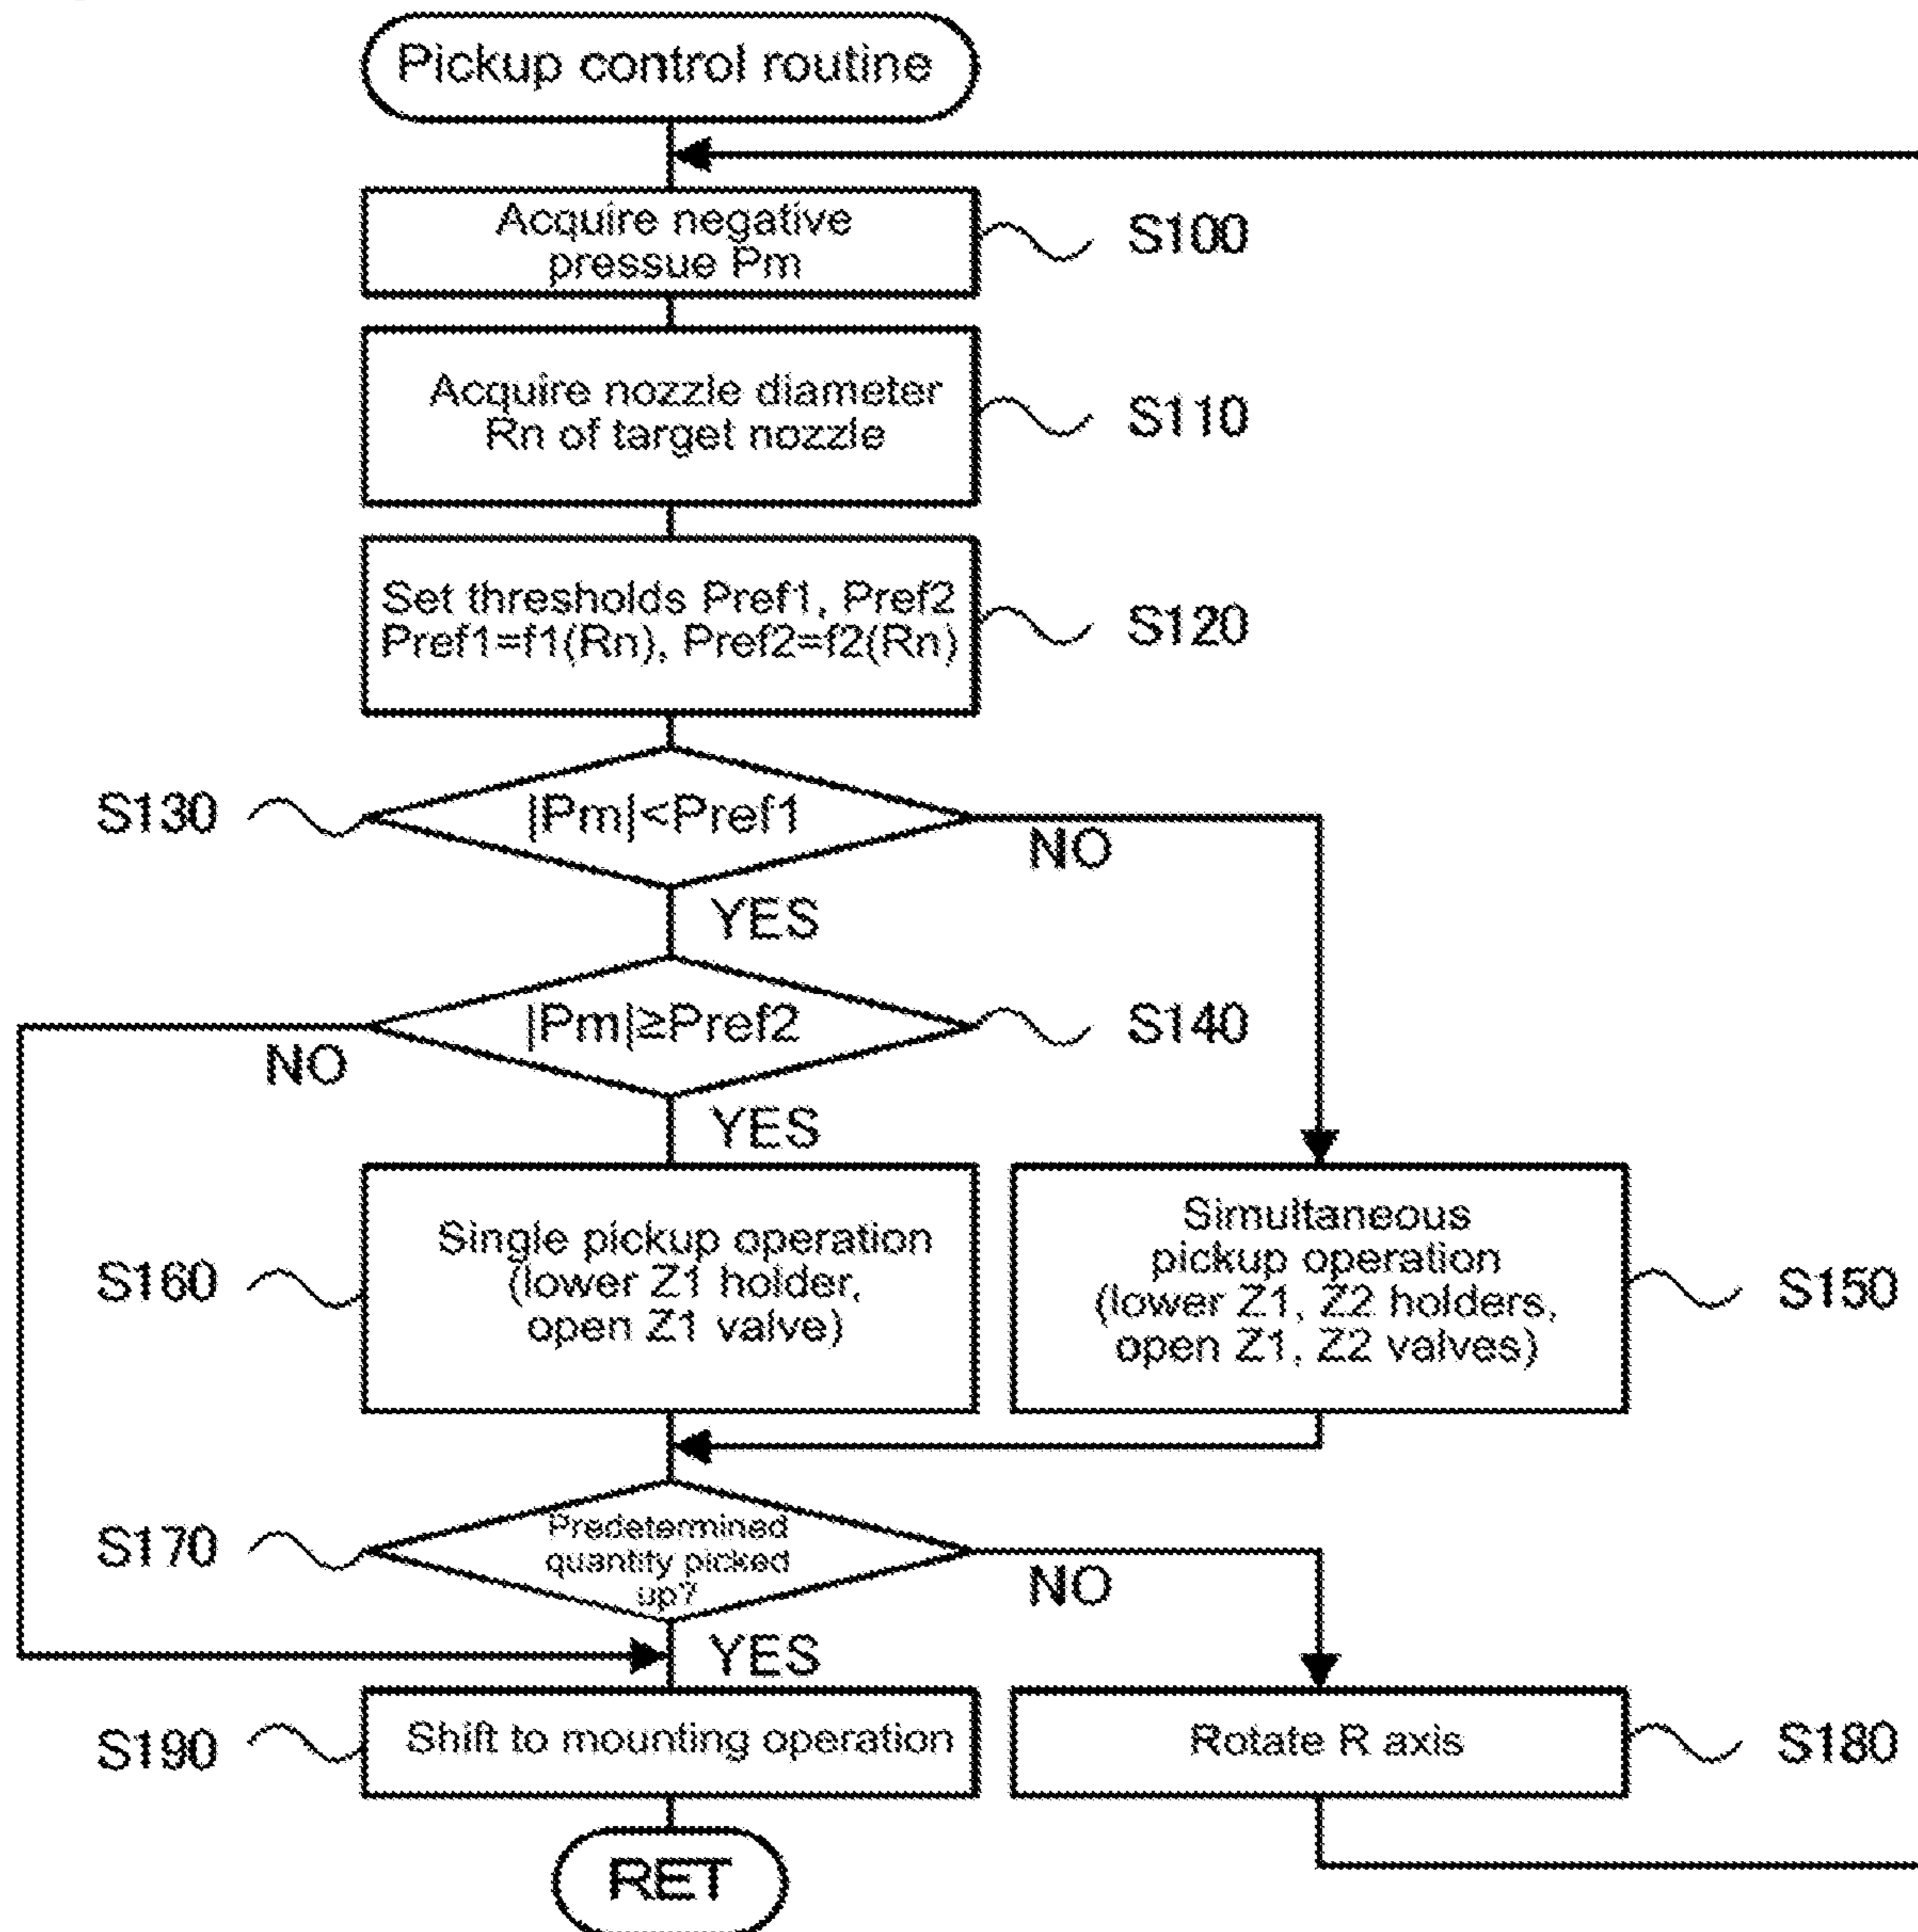 Pickup control routine
Acquire negative
pressue Pm
S100
Acquire nozzle diameter
Rn of target nozzle
S110
Set thresholds Pref1, Pref2
Pref1=f1(Rn), Pref2=f2(Rn)
S120
S130
|Pm|<Pref1
NO
YES
|Pm|≥Pref2
S140
NO
YES
S160
Single pickup operation
(lower Z1 holder,
open Z1 valve)
Simultaneous
pickup operation
(lower Z1, Z2 holders,
open Z1, Z2 valves)
S150
S170
Predetermined
quantity picked
up?
NO
YES
S190
Shift to mounting operation
Rotate R axis
S180
RET